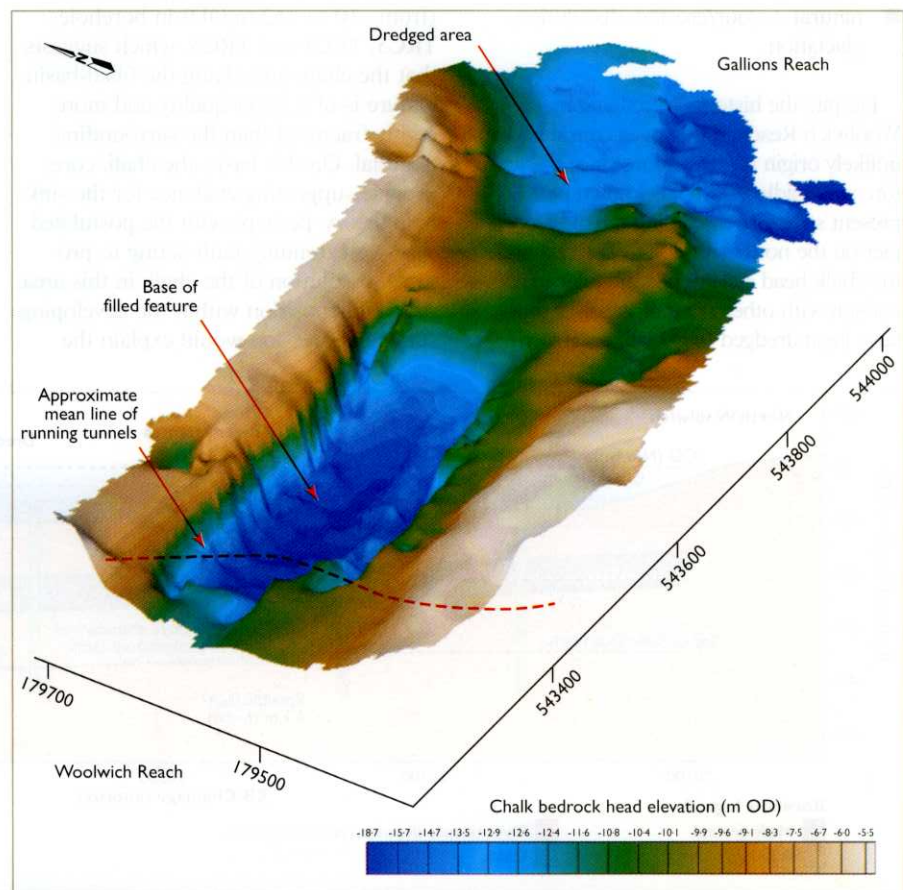 N
Dredged area
Gallions Reach
Base of
filled feature
Approximate
mean line of
running tunnels
544000
543800
543600
543400
179700
179500
Woolwich Reach
Chalk bedrock head elevation (m OD)
-18·7 -15·7 -14·7 -13·5 -12·9 -12·6 -12·4 -11·6 -10·8 -10·4 -10·1 -9·9 -9·6 -9·1 -8·3 -7·5 -6·7 -6·0 -5·5